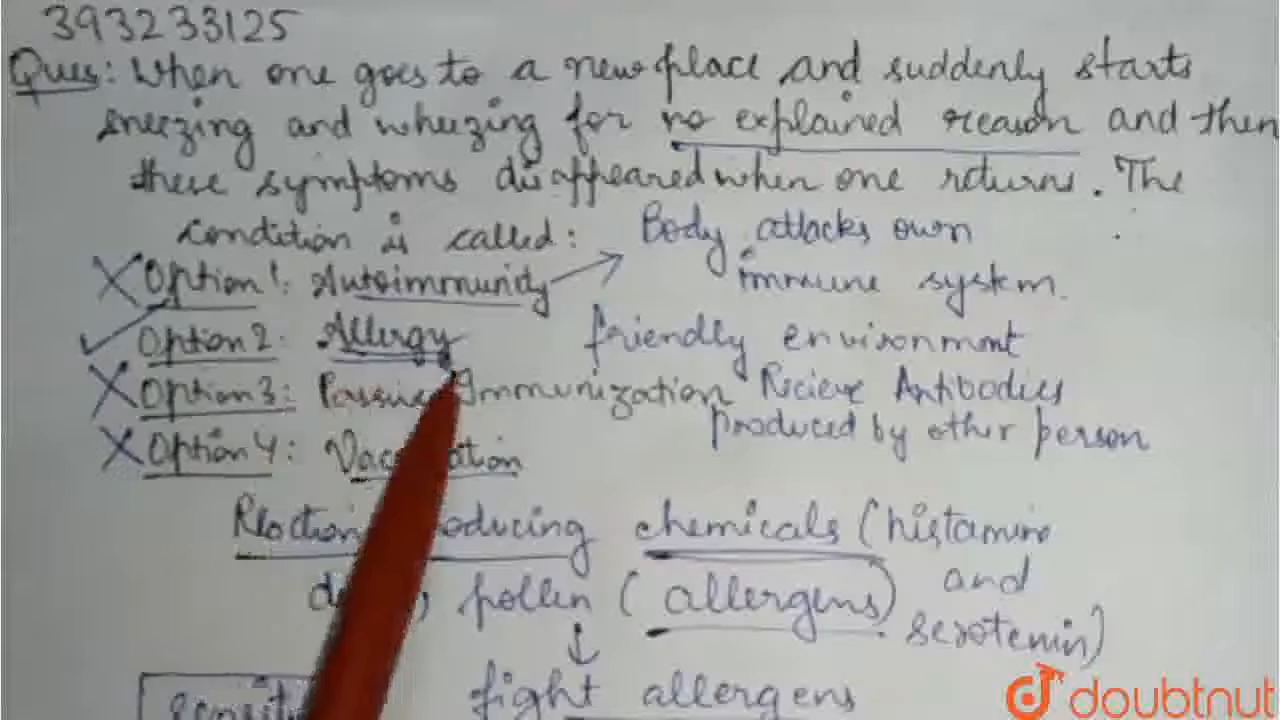 393233125
Ques: When one goes to a new place and suddenly starts
sneezing and wheezing for no explained reason and then
these symptoms disappeared when one returns. The
condition is called: Body attacks own
Option 1: Autoimmunity immune system.
Option 2: Allergy friendly environment
Option 3: Passive Immunization Recieve Antibodies
produced by other person
Option 4:
Reaction chemicals (histamine
and
pollen (allergens)
serotenin)
↓
fight allergens
doubtnut